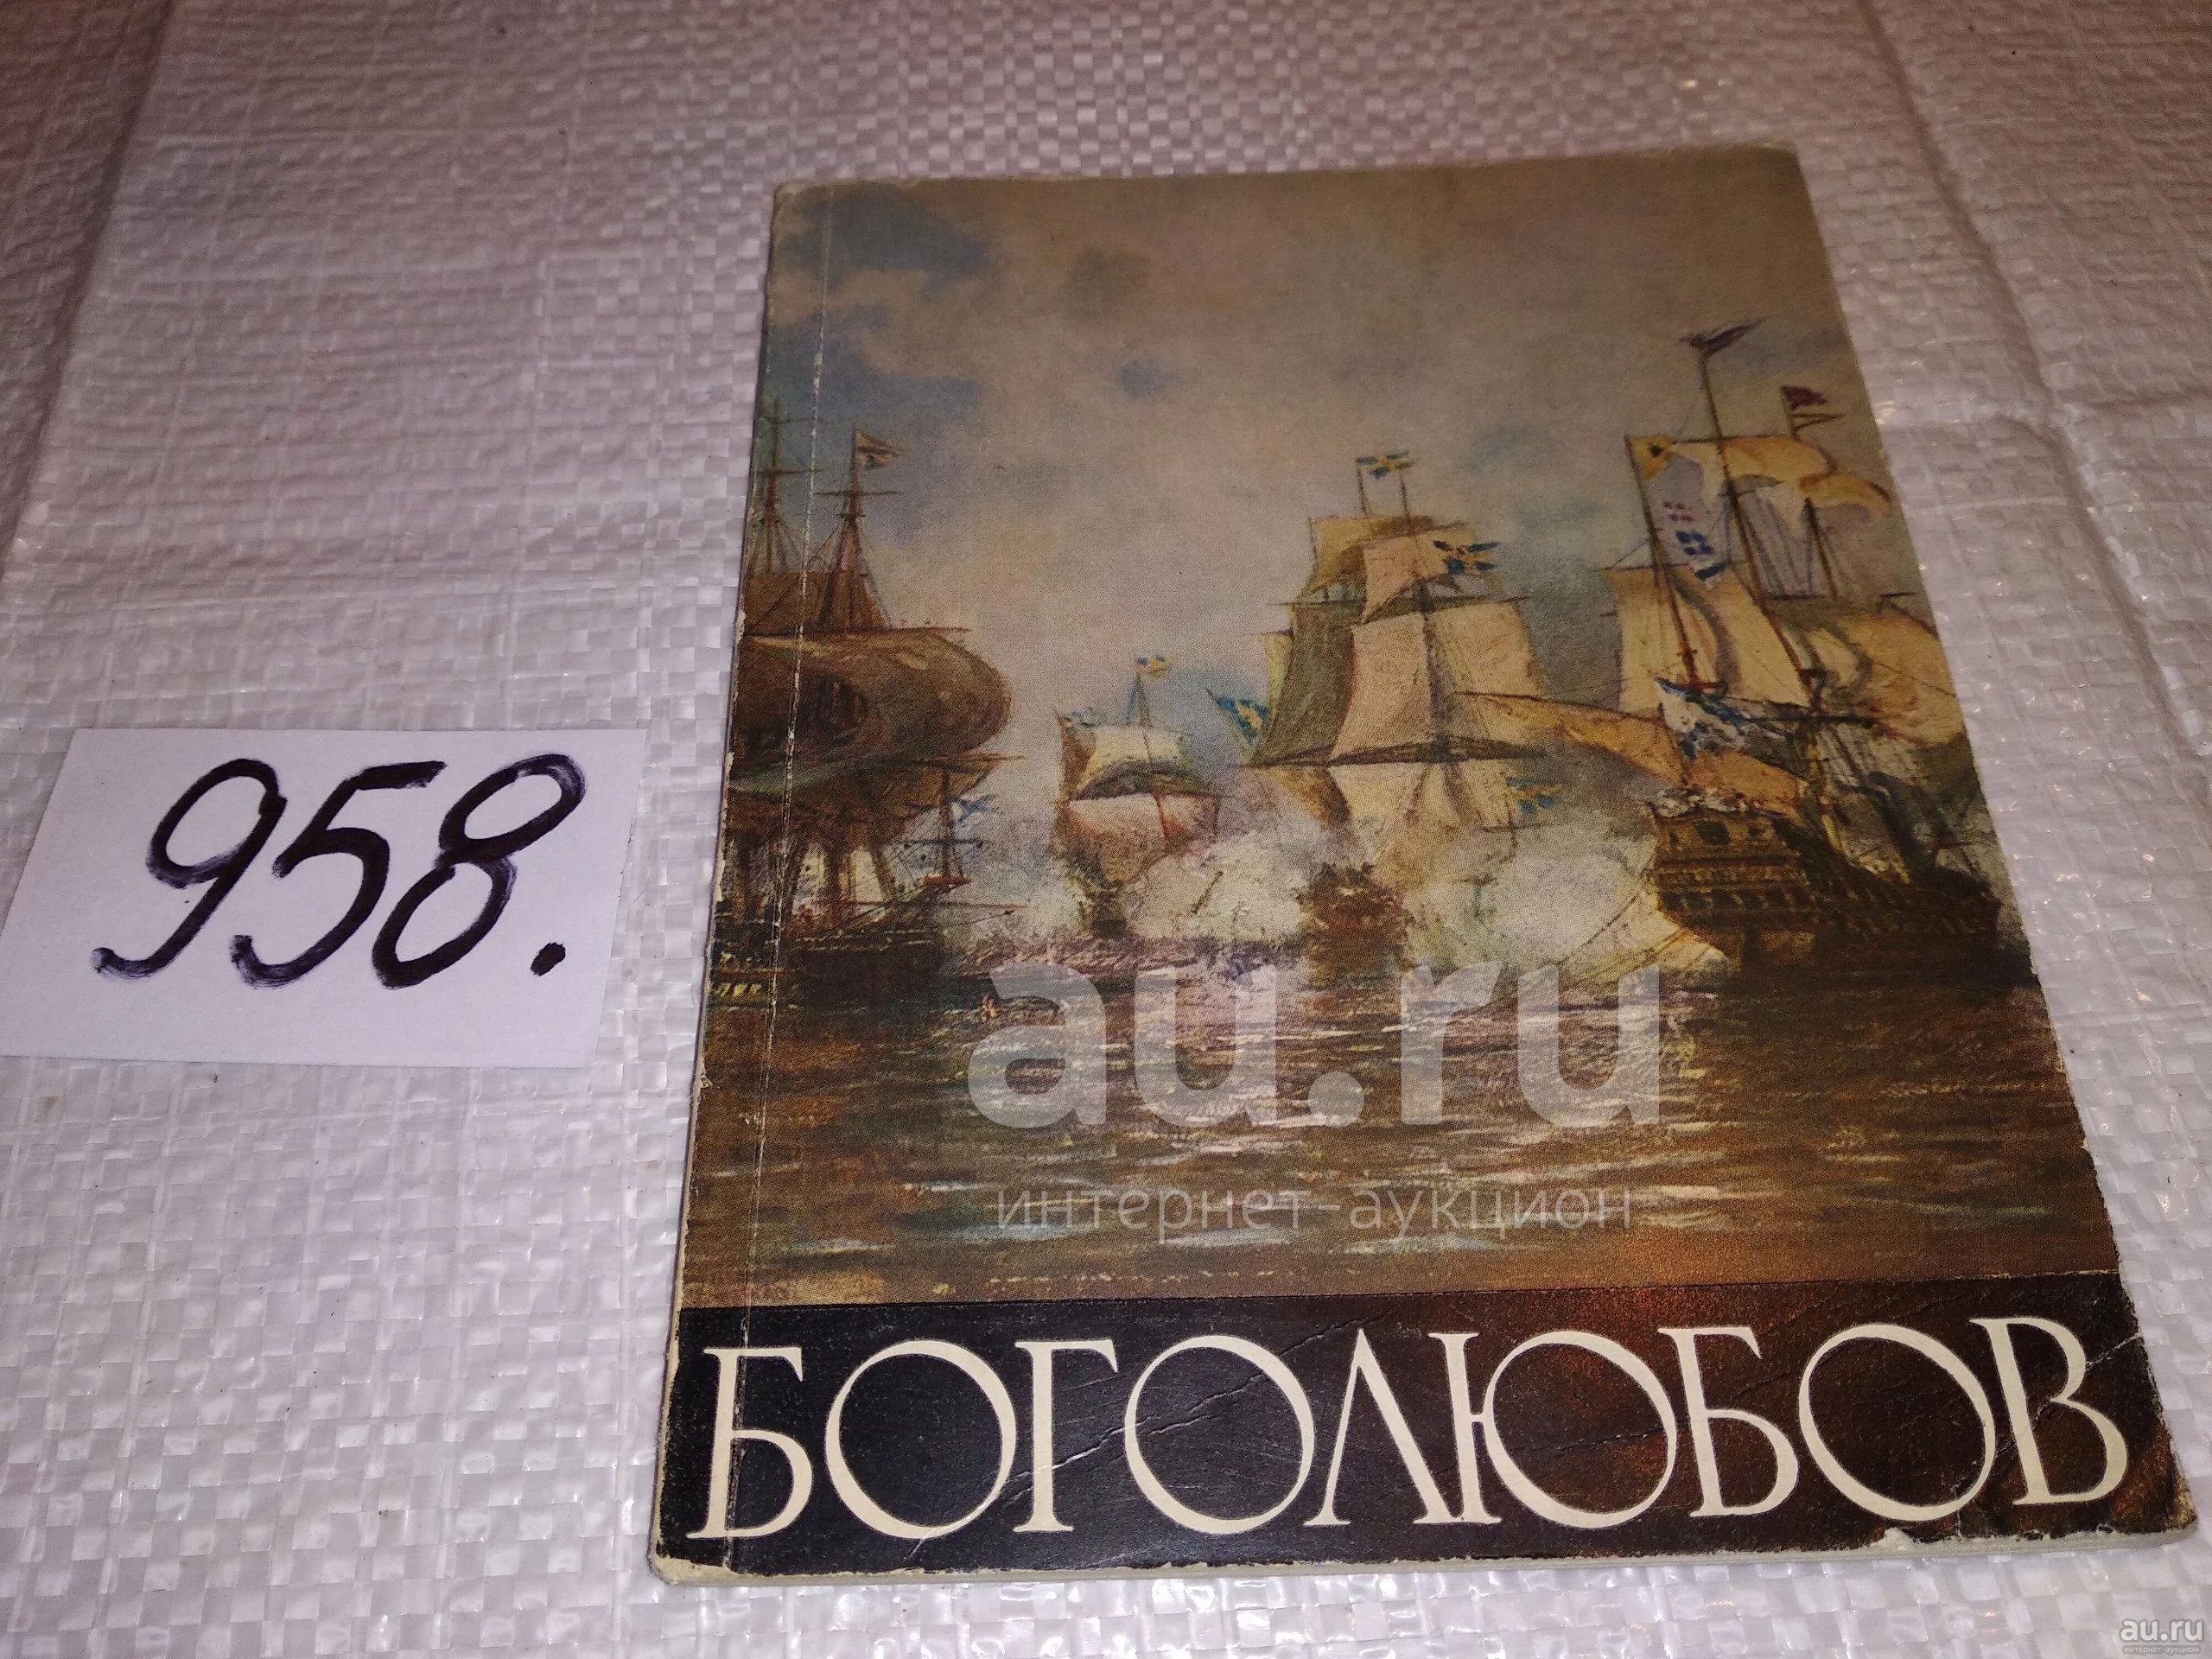 958.
au.ru
интернет-аукцион
БОГОЛЮБОВ
au.ru
интернет-аукцион